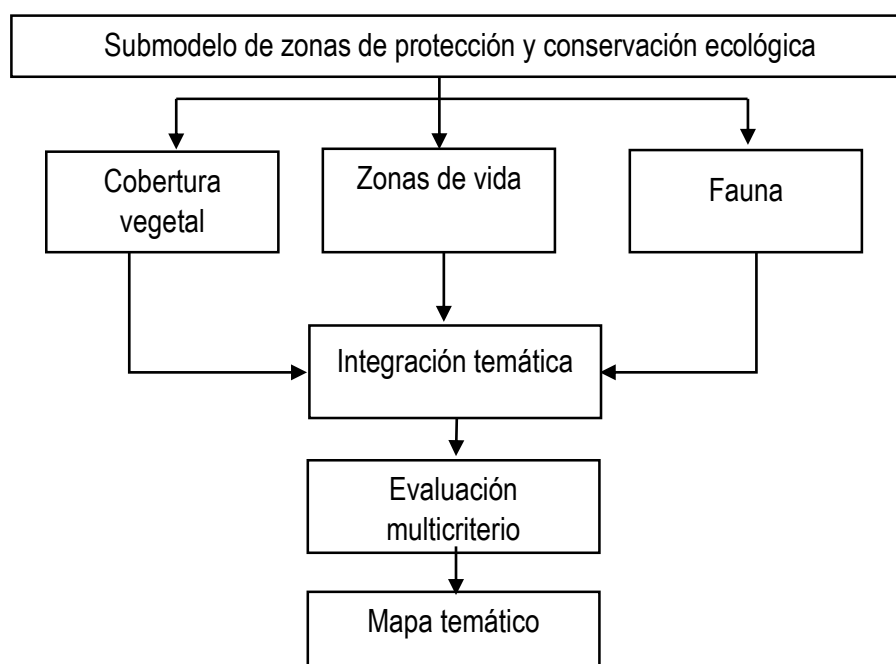 Submodelo de zonas de protección y conservación ecológica
Cobertura
vegetal
Zonas de vida
Fauna
Integración temática
Evaluación
multicriterio
Mapa temático